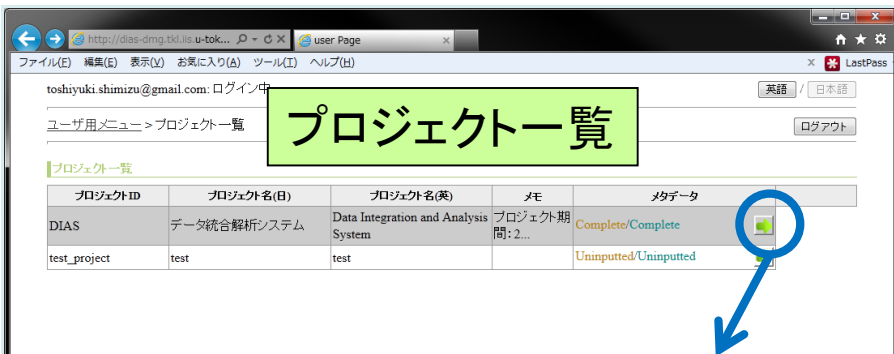 http://dias-dmg.tkl.iis.u-tok...
user Page
ファイル(F) 編集(E) 表示(V) お気に入り(A) ツール(T) ヘルプ(H)
LastPass
toshiyuki.shimizu@gmail.com: ログイン中
英語 / 日本語
プロジェクト一覧
ユーザ用メニュー > プロジェクト一覧
ログアウト
プロジェクト一覧
プロジェクトID プロジェクト名(日) プロジェクト名(英) メモ メタデータ
DIAS データ統合解析システム Data Integration and Analysis System プロジェクト期間：2... Complete/Complete
test_project test test Uninputted/Uninputted